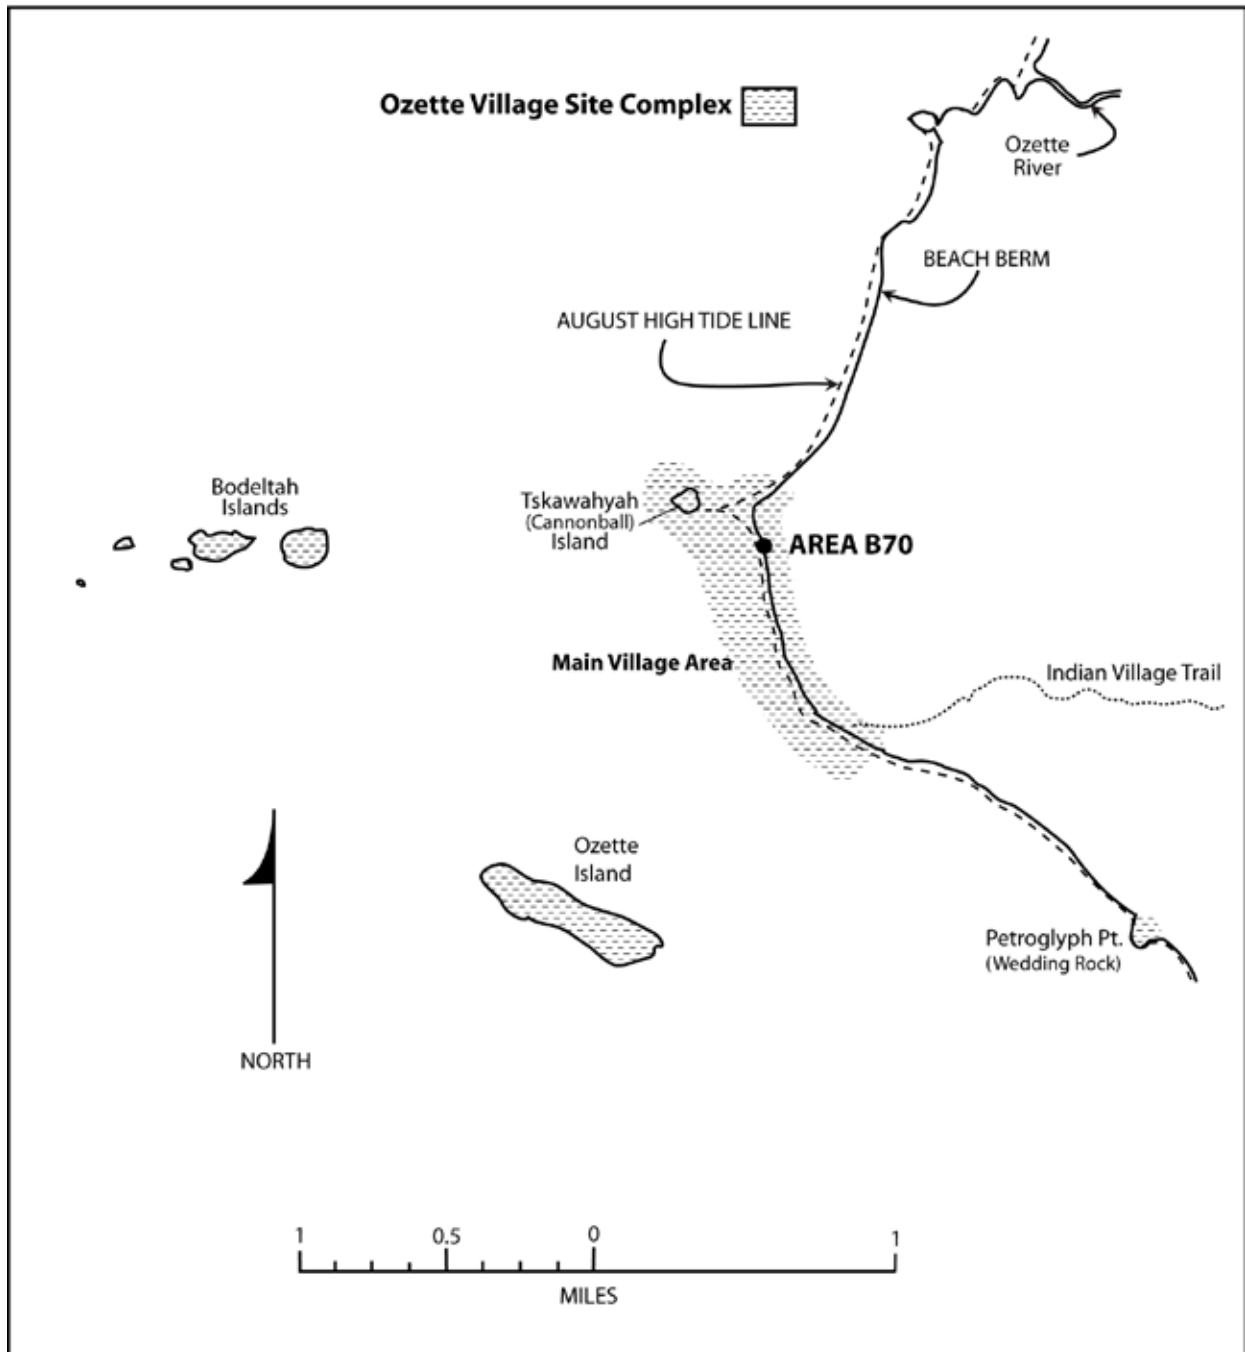 Ozette Village Site Complex
Ozette
River
BEACH BERM
AUGUST HIGH TIDE LINE
Bodeltah
Islands
Tskawahyah
(Cannonball)
Island
AREA B70
Main Village Area
Indian Village Trail
Ozette
Island
Petroglyph Pt.
(Wedding Rock)
NORTH
1 0.5 0 1
MILES